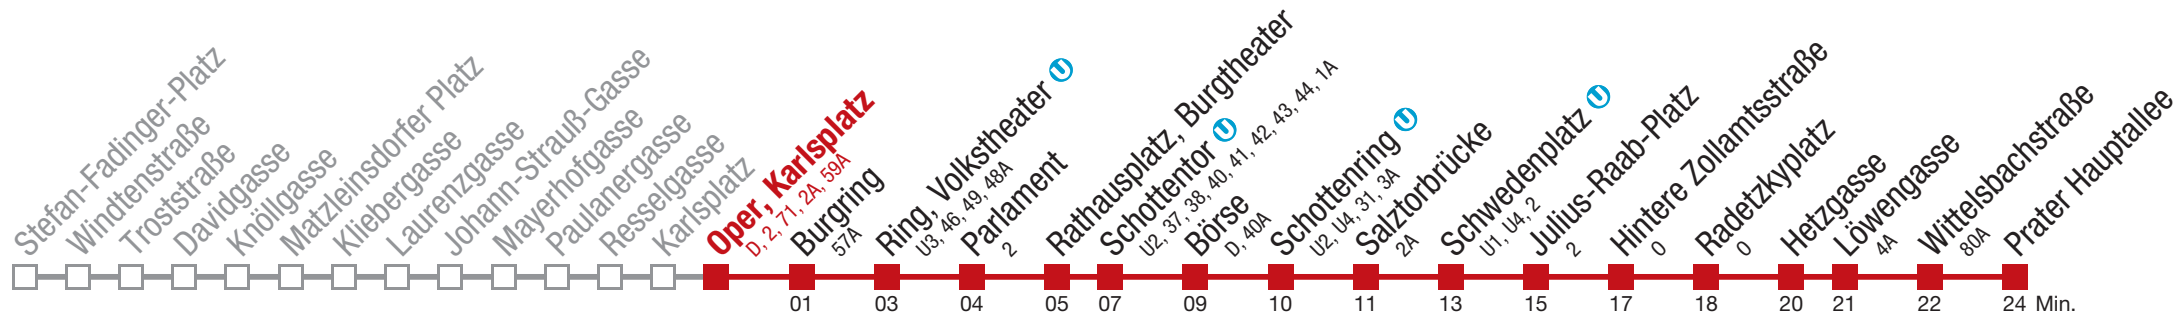 Stefan-Fadinger-Platz
Windtenstraße
Troststraße
Davidgasse
Knöllgasse
Matzleinsdorfer Platz
Kliebergasse
Laurenzgasse
Johann-Strauß-Gasse
Mayerhofgasse
Paulanergasse
Resselgasse
Karlsplatz
Oper, Karlsplatz
D, 2, 71, 2A, 59A
Burgring
57A
Ring, Volkstheater U
U3, 46, 49, 48A
Parlament
2
Rathausplatz, Burgtheater
Schottentor U
U2, 37, 38, 40, 41, 42, 43, 44, 1A
Börse
D, 40A
Schottenring U
U2, U4, 31, 3A
Salztorbrücke
2A
Schwedenplatz U
U1, U4, 2
Julius-Raab-Platz
2
Hintere Zollamtsstraße
O
Radetzkyplatz
O
Hetzgasse
Löwengasse
4A
Wittelsbachstraße
80A
Prater Hauptallee
01 03 04 05 07 09 10 11 13 15 17 18 20 21 22 24 Min.